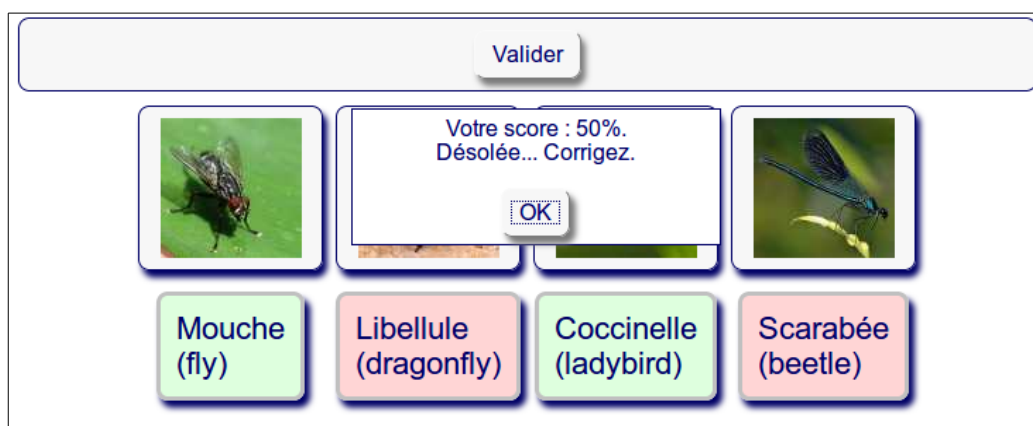 Valider
Votre score : 50%.
Désolée... Corrigez.
OK
Mouche
(fly)
Libellule
(dragonfly)
Coccinelle
(ladybird)
Scarabée
(beetle)